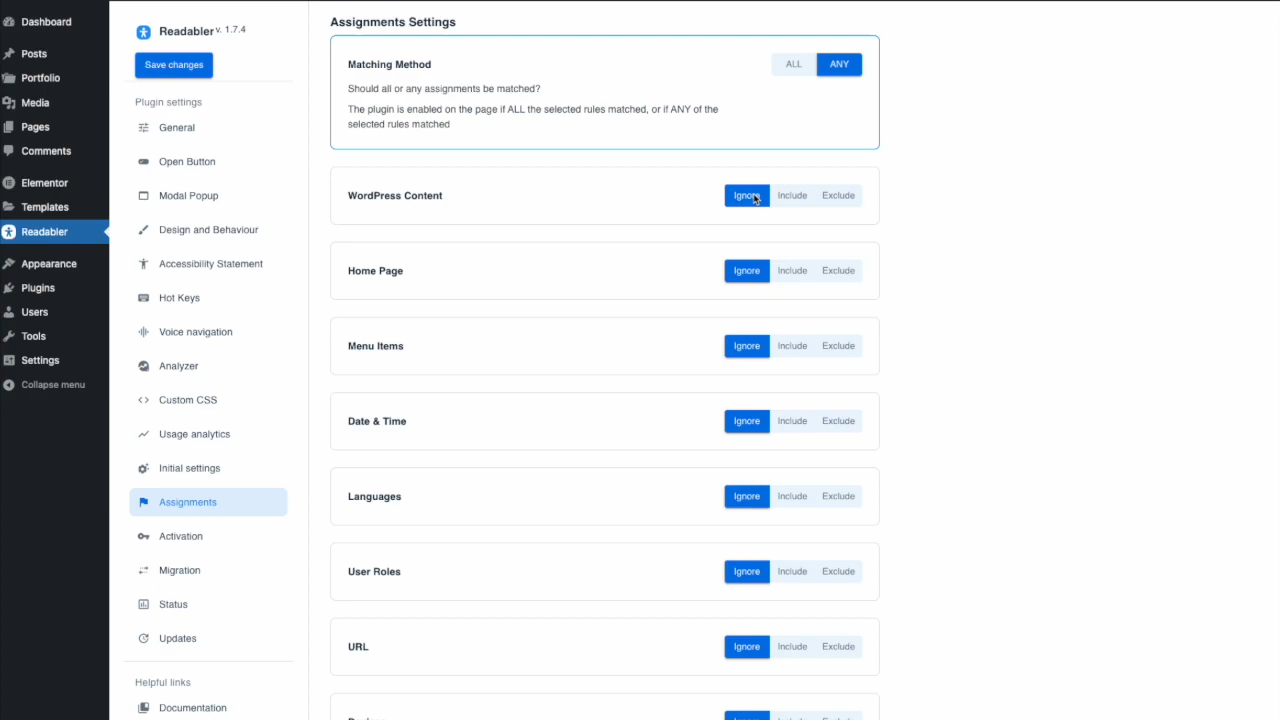 Dashboard
Posts
Portfolio
Media
Pages
Comments
Elementor
Templates
Readabler
Appearance
Plugins
Users
Tools
Settings
Collapse menu
Readabler v. 1.7.4
Save changes
Plugin settings
General
Open Button
Modal Popup
Design and Behaviour
Accessibility Statement
Hot Keys
Voice navigation
Analyzer
Custom CSS
Usage analytics
Initial settings
Assignments
Activation
Migration
Status
Updates
Helpful links
Documentation
Assignments Settings
Matching Method
ALL ANY
Should all or any assignments be matched?
The plugin is enabled on the page if ALL the selected rules matched, or if ANY of the
selected rules matched
WordPress Content Ignore Include Exclude
Home Page Ignore Include Exclude
Menu Items Ignore Include Exclude
Date & Time Ignore Include Exclude
Languages Ignore Include Exclude
User Roles Ignore Include Exclude
URL Ignore Include Exclude